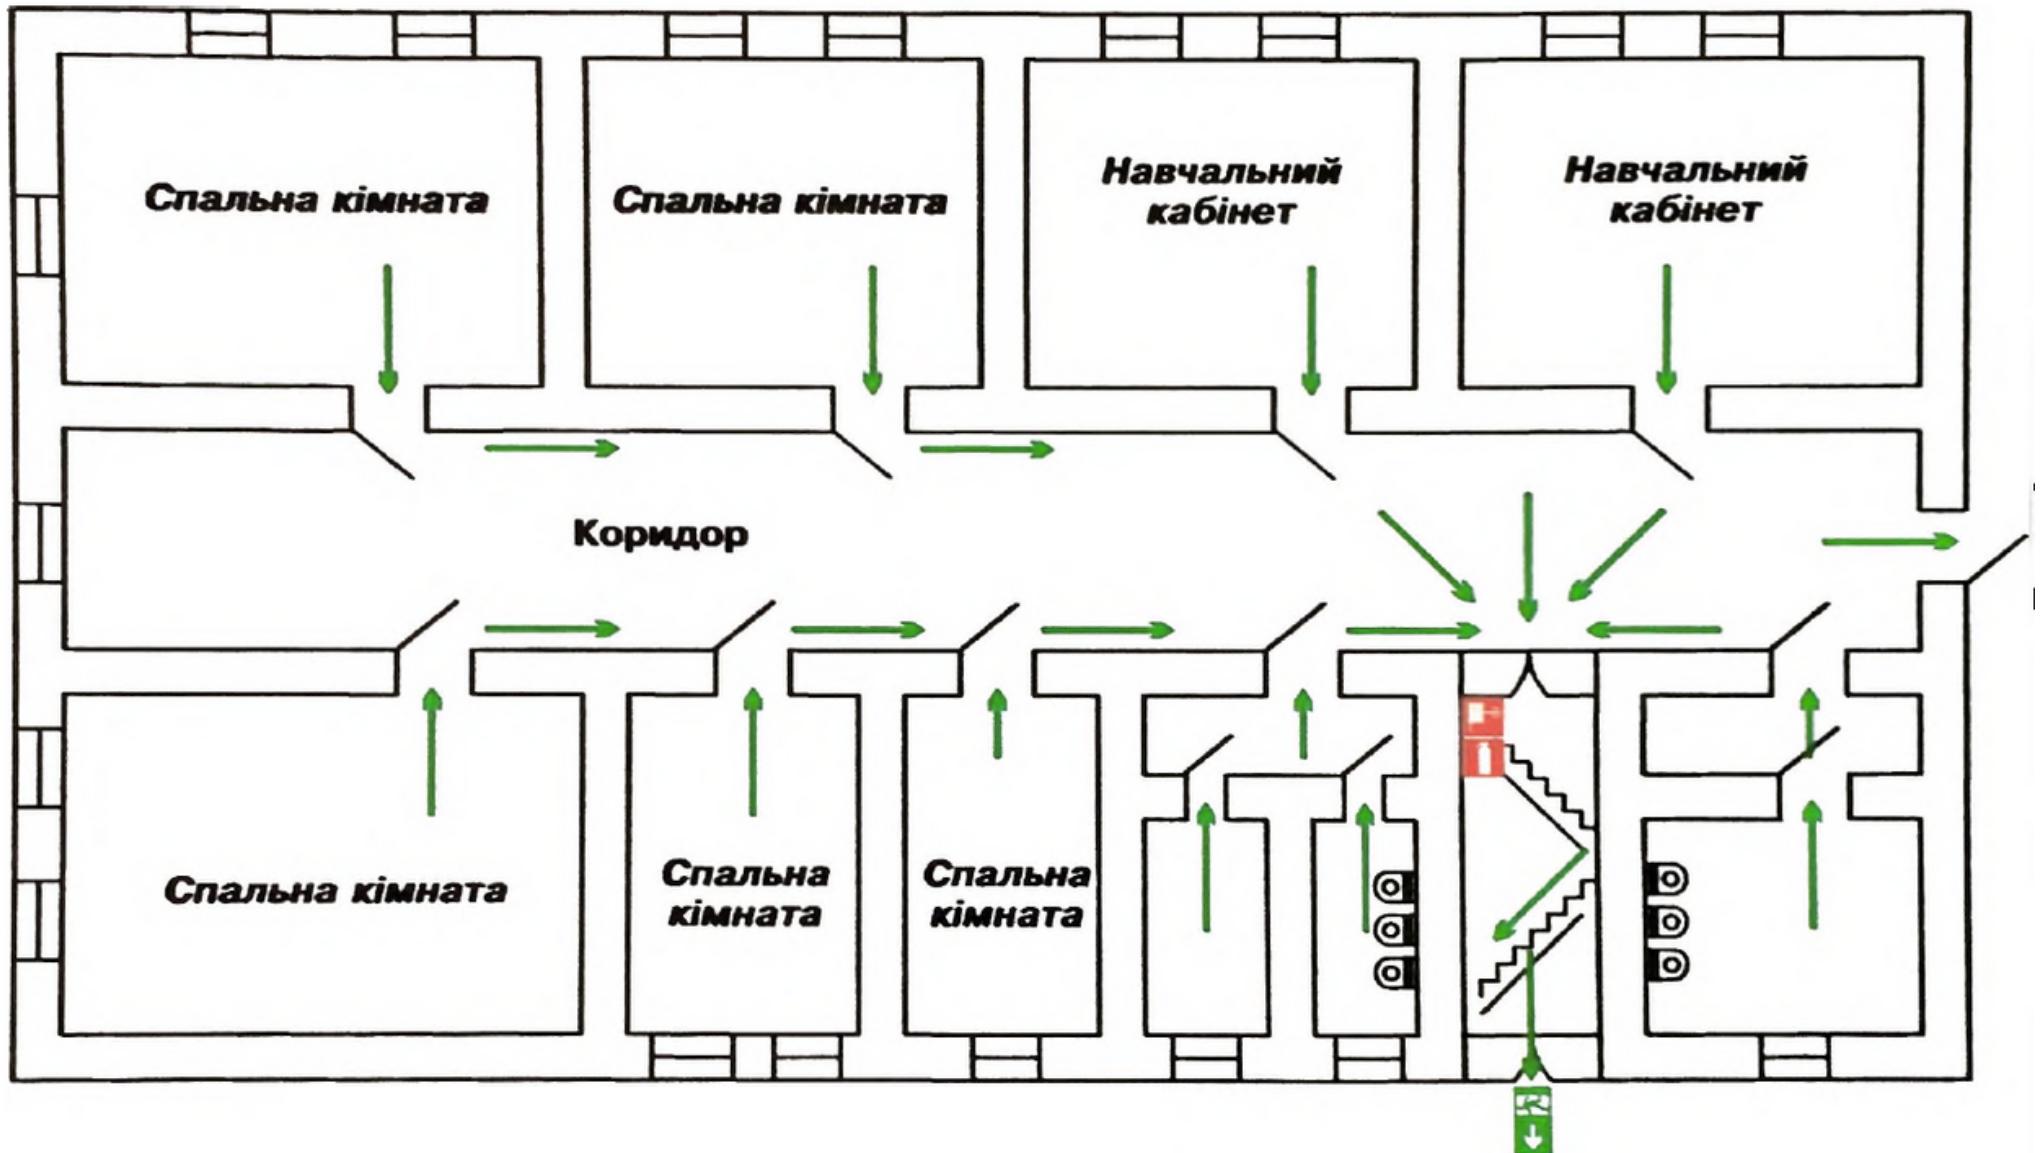 Спальна кімната
Спальна кімната
Навчальний
кабінет
Навчальний
кабінет
Коридор
Спальна кімната
Спальна
кімната
Спальна
кімната